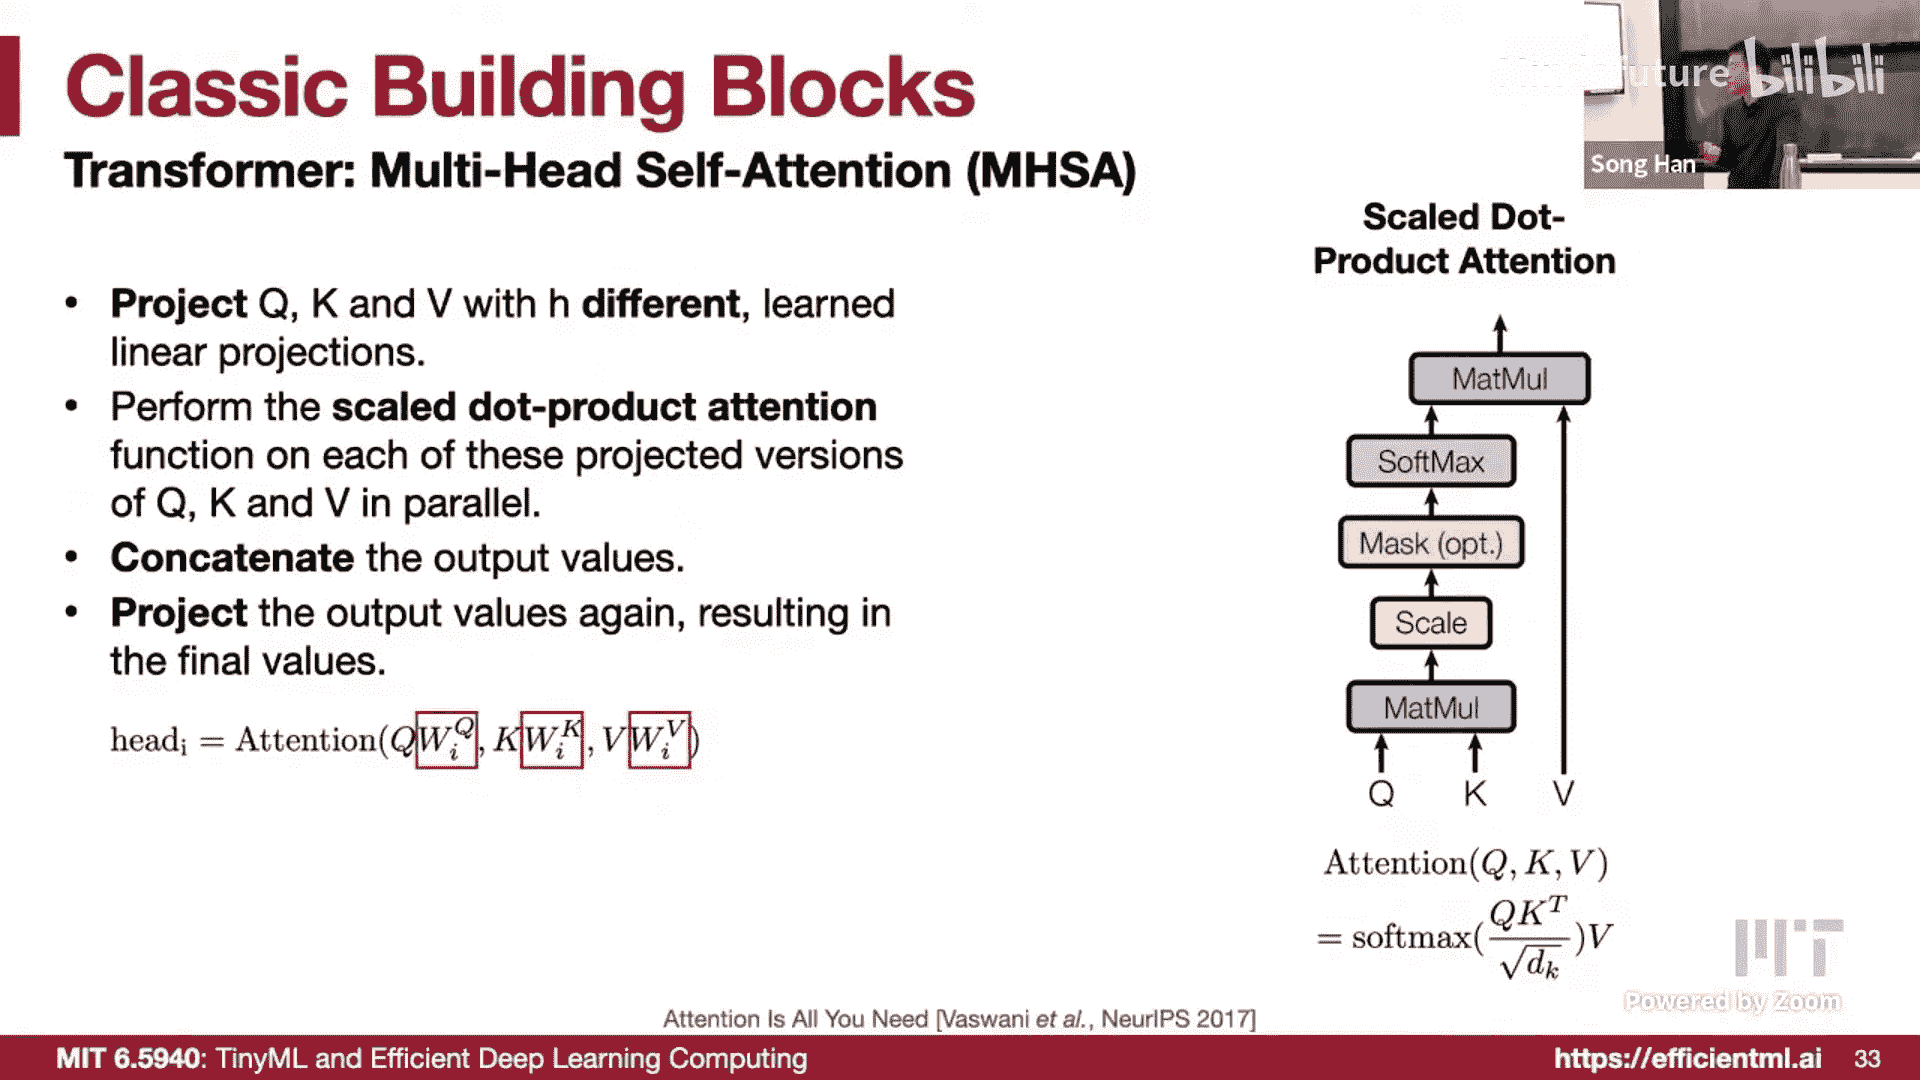 Classic Building Blocks
Transformer: Multi-Head Self-Attention (MHSA)
• Project Q, K and V with h different, learned
linear projections.
• Perform the scaled dot-product attention
function on each of these projected versions
of Q, K and V in parallel.
• Concatenate the output values.
• Project the output values again, resulting in
the final values.
headᵢ = Attention(QWᵢ^Q, KWᵢ^K, VWᵢ^V)
bilibili
Song Han
Scaled Dot-
Product Attention
MatMul
SoftMax
Mask (opt.)
Scale
MatMul
Q K V
Attention(Q, K, V)
= softmax(QK^T/√dₖ)V
MIT
Powered by Zoom
Attention Is All You Need [Vaswani et al., NeurIPS 2017]
MIT 6.5940: TinyML and Efficient Deep Learning Computing
https://efficientml.ai 33